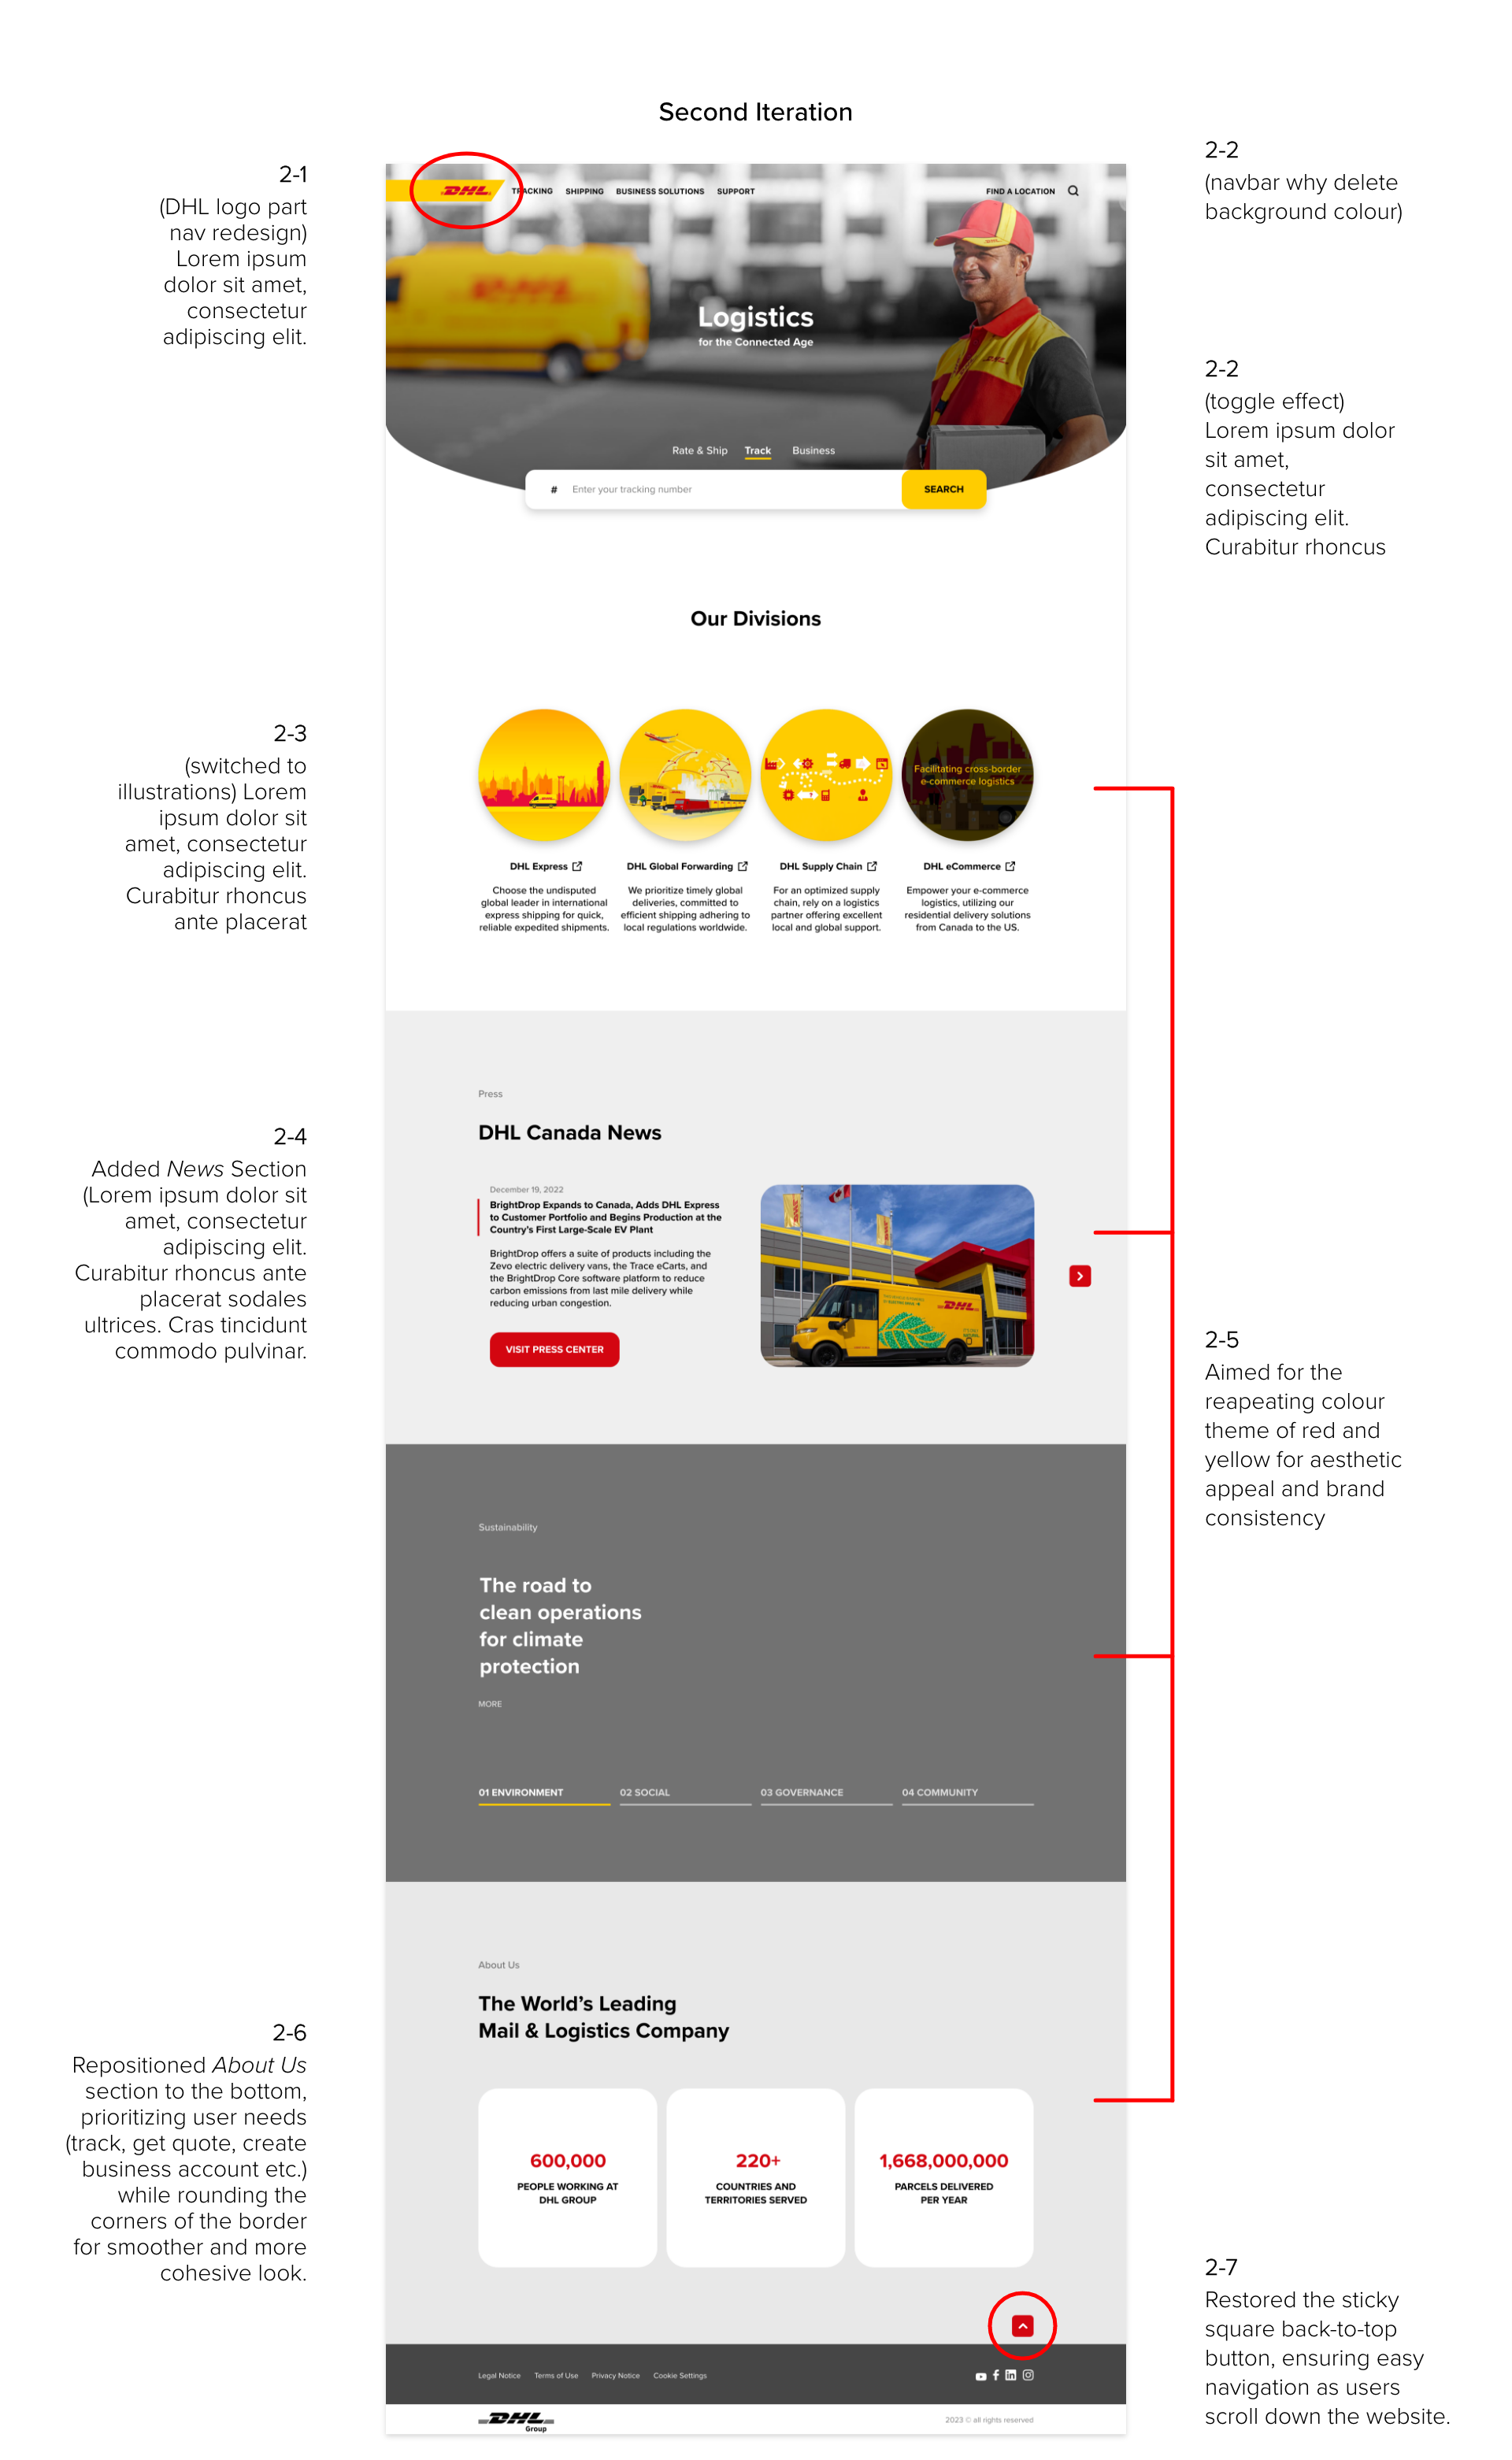 Second Iteration
2-1
(DHL logo part
nav redesign)
Lorem ipsum
dolor sit amet,
consectetur
adipiscing elit.
2-2
(navbar why delete
background colour)
DHL
TRACKING SHIPPING BUSINESS SOLUTIONS SUPPORT FIND A LOCATION
Logistics
for the Connected Age
2-2
(toggle effect)
Lorem ipsum dolor
sit amet,
consectetur
adipiscing elit.
Curabitur rhoncus
Rate & Ship Track Business
# Enter your tracking number SEARCH
Our Divisions
2-3
(switched to
illustrations) Lorem
ipsum dolor sit
amet, consectetur
adipiscing elit.
Curabitur rhoncus
ante placerat
Facilitating cross-border
e-commerce logistics
DHL Express
Choose the undisputed
global leader in international
express shipping for quick,
reliable expedited shipments.
DHL Global Forwarding
We prioritize timely global
deliveries, committed to
efficient shipping adhering to
local regulations worldwide.
DHL Supply Chain
For an optimized supply
chain, rely on a logistics
partner offering excellent
local and global support.
DHL eCommerce
Empower your e-commerce
logistics, utilizing our
residential delivery solutions
from Canada to the US.
2-4
Added News Section
(Lorem ipsum dolor sit
amet, consectetur
adipiscing elit.
Curabitur rhoncus ante
placerat sodales
ultrices. Cras tincidunt
commodo pulvinar.
Press
DHL Canada News
December 19, 2022
BrightDrop Expands to Canada, Adds DHL Express
to Customer Portfolio and Begins Production at the
Country's First Large-Scale EV Plant
BrightDrop offers a suite of products including the
Zevo electric delivery vans, the Trace eCarts, and
the BrightDrop Core software platform to reduce
carbon emissions from last mile delivery while
reducing urban congestion.
VISIT PRESS CENTER
DHL
2-5
Aimed for the
reapeating colour
theme of red and
yellow for aesthetic
appeal and brand
consistency
Sustainability
The road to
clean operations
for climate
protection
MORE
01 ENVIRONMENT 02 SOCIAL 03 GOVERNANCE 04 COMMUNITY
2-6
Repositioned About Us
section to the bottom,
prioritizing user needs
(track, get quote, create
business account etc.)
while rounding the
corners of the border
for smoother and more
cohesive look.
About Us
The World's Leading
Mail & Logistics Company
600,000
PEOPLE WORKING AT
DHL GROUP
220+
COUNTRIES AND
TERRITORIES SERVED
1,668,000,000
PARCELS DELIVERED
PER YEAR
2-7
Restored the sticky
square back-to-top
button, ensuring easy
navigation as users
scroll down the website.
Legal Notice Terms of Use Privacy Notice Cookie Settings
DHL
Group
2023 © all rights reserved